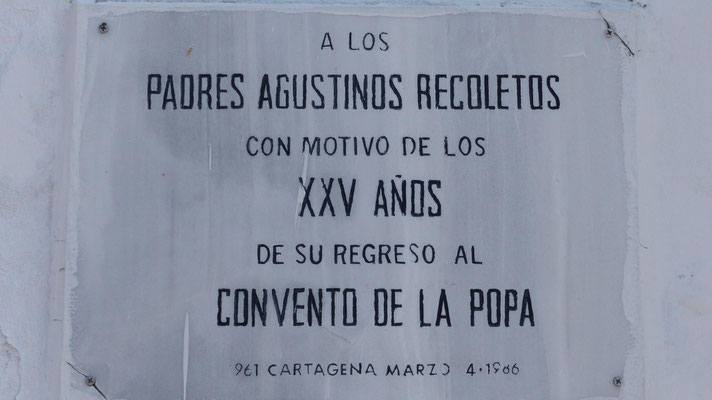 A LOS
PADRES AGUSTINOS RECOLETOS
CON MOTIVO DE LOS
XXV AÑOS
DE SU REGRESO AL
CONVENTO DE LA POPA
961 CARTAGENA MARZO 4·1986